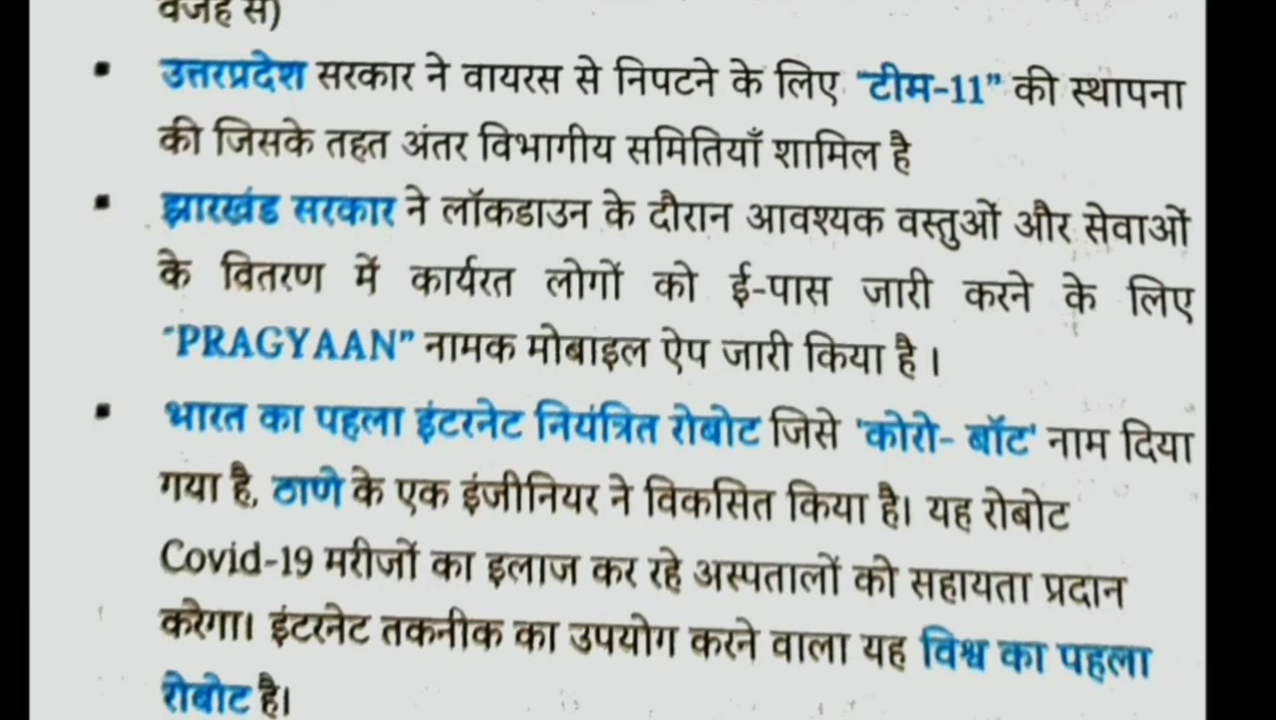 वजह से)
▪ उत्तरप्रदेश सरकार ने वायरस से निपटने के लिए "टीम-11" की स्थापना
की जिसके तहत अंतर विभागीय समितियाँ शामिल है
▪ झारखंड सरकार ने लॉकडाउन के दौरान आवश्यक वस्तुओं और सेवाओं
के वितरण में कार्यरत लोगों को ई-पास जारी करने के लिए
"PRAGYAAN" नामक मोबाइल ऐप जारी किया है ।
▪ भारत का पहला इंटरनेट नियंत्रित रोबोट जिसे 'कोरो- बॉट' नाम दिया
गया है, ठाणे के एक इंजीनियर ने विकसित किया है। यह रोबोट
Covid-19 मरीजों का इलाज कर रहे अस्पतालों को सहायता प्रदान
करेगा। इंटरनेट तकनीक का उपयोग करने वाला यह विश्व का पहला
रोबोट है।